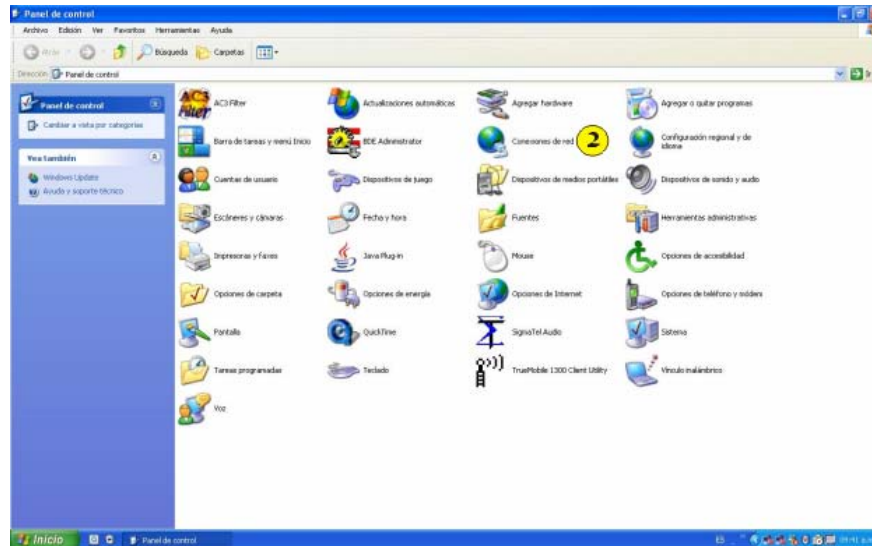 Panel de control
Archivo Edición Ver Favoritos Herramientas Ayuda
Atrás Búsqueda Carpetas
Dirección Panel de control Ir
Panel de control
Cambiar a vista por categorías
Vea también
Windows Update
Ayuda y soporte técnico
AC3 Filter
AC3Filter
Actualizaciones automáticas
Agregar hardware
Agregar o quitar programas
Barra de tareas y menú Inicio
BDE Administrator
Conexiones de red
2
Configuración regional y de
idioma
Cuentas de usuario
Dispositivos de juego
Dispositivos de medios portátiles
Dispositivos de sonido y audio
Escáneres y cámaras
Fecha y hora
Fuentes
Herramientas administrativas
Impresoras y faxes
Java Plug-in
Mouse
Opciones de accesibilidad
Opciones de carpeta
Opciones de energía
Opciones de Internet
Opciones de teléfono y módem
Pantalla
QuickTime
SigmaTel Audio
Sistema
Tareas programadas
Teclado
TrueMobile 1300 Client Utility
Vínculo inalámbrico
Voz
Inicio
Panel de control
ES